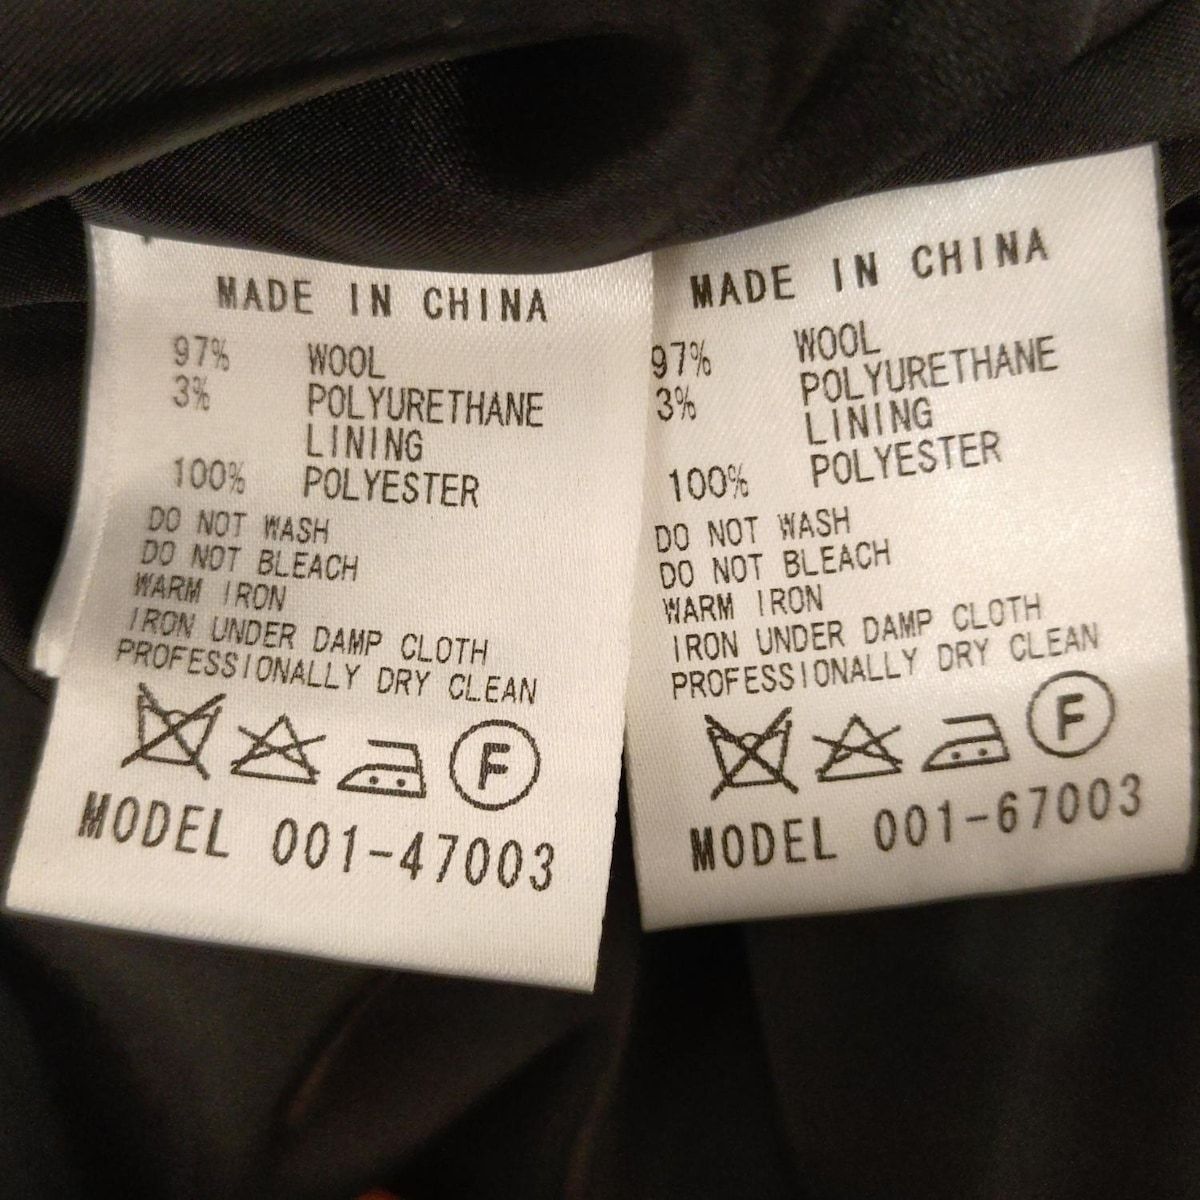 MADE IN CHINA
97% WOOL
3% POLYURETHANE
LINING
100% POLYESTER
DO NOT WASH
DO NOT BLEACH
WARM IRON
IRON UNDER DAMP CLOTH
PROFESSIONALLY DRY CLEAN
F
MODEL 001-47003
MADE IN CHINA
97% WOOL
3% POLYURETHANE
LINING
100% POLYESTER
DO NOT WASH
DO NOT BLEACH
WARM IRON
IRON UNDER DAMP CLOTH
PROFESSIONALLY DRY CLEAN
F
MODEL 001-67003